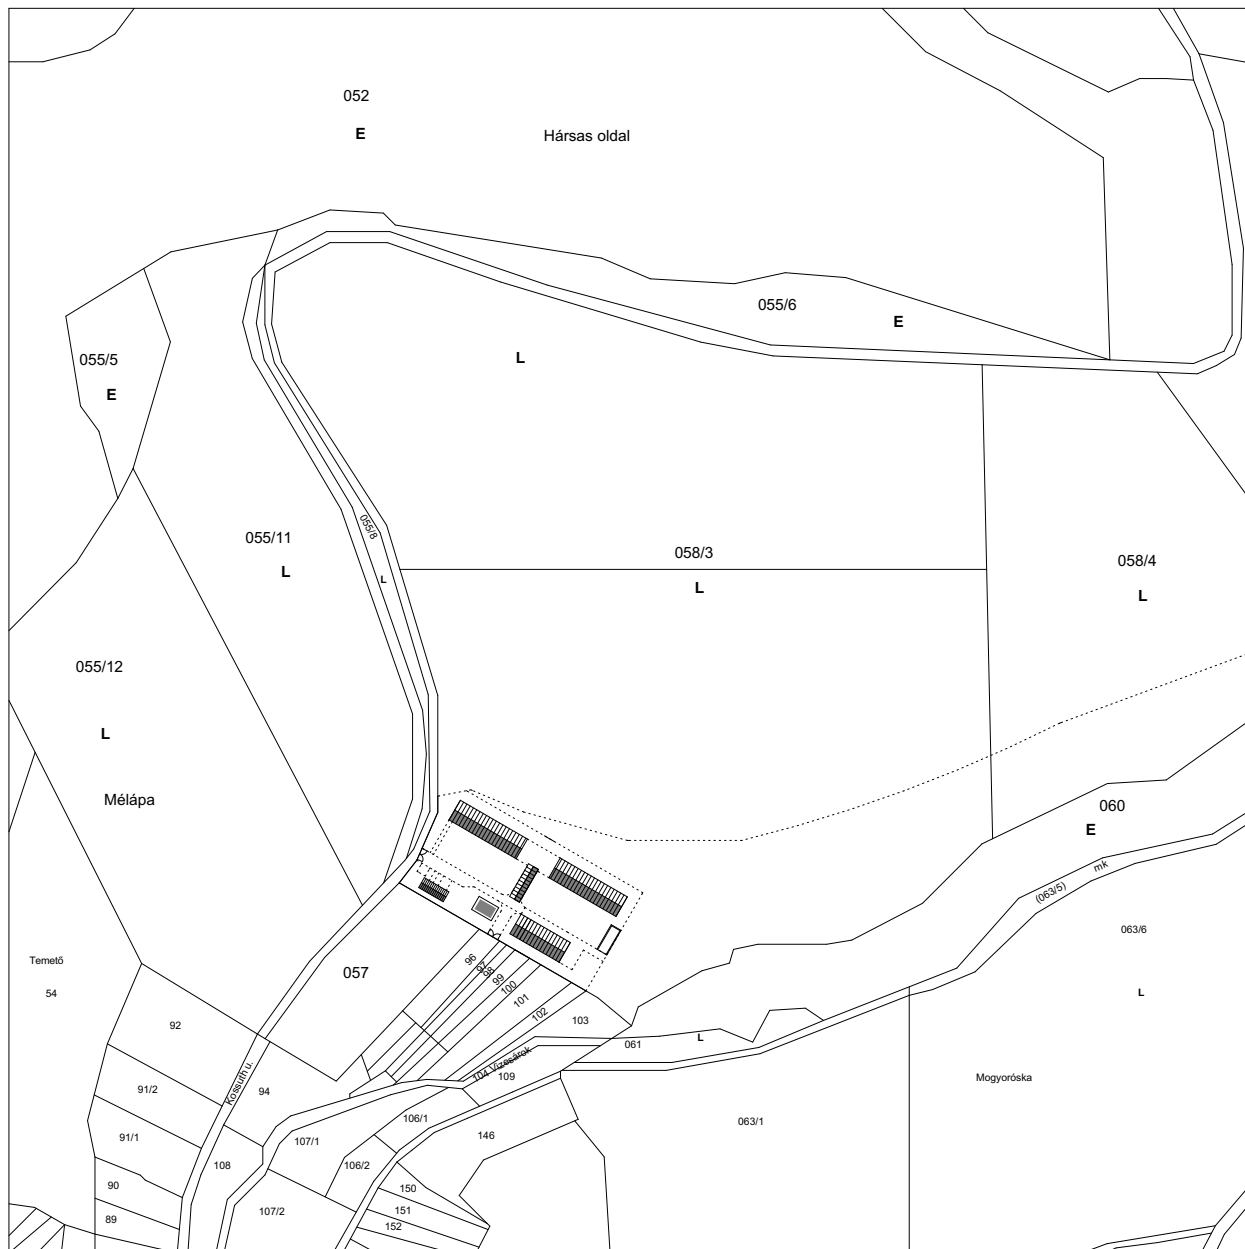 052
E
Hársas oldal
055/6
E
055/5
E
L
055/8
L
055/11
L
058/3
L
058/4
L
055/12
L
Mélápa
060
E
(063/5)
mk
063/6
L
Temető
54
057
96
97
98
99
100
101
102
103
061
L
104 Vizesárok
109
92
Kossuth u.
94
91/2
91/1
90
89
108
107/1
107/2
106/1
106/2
146
150
151
152
063/1
Mogyoróska